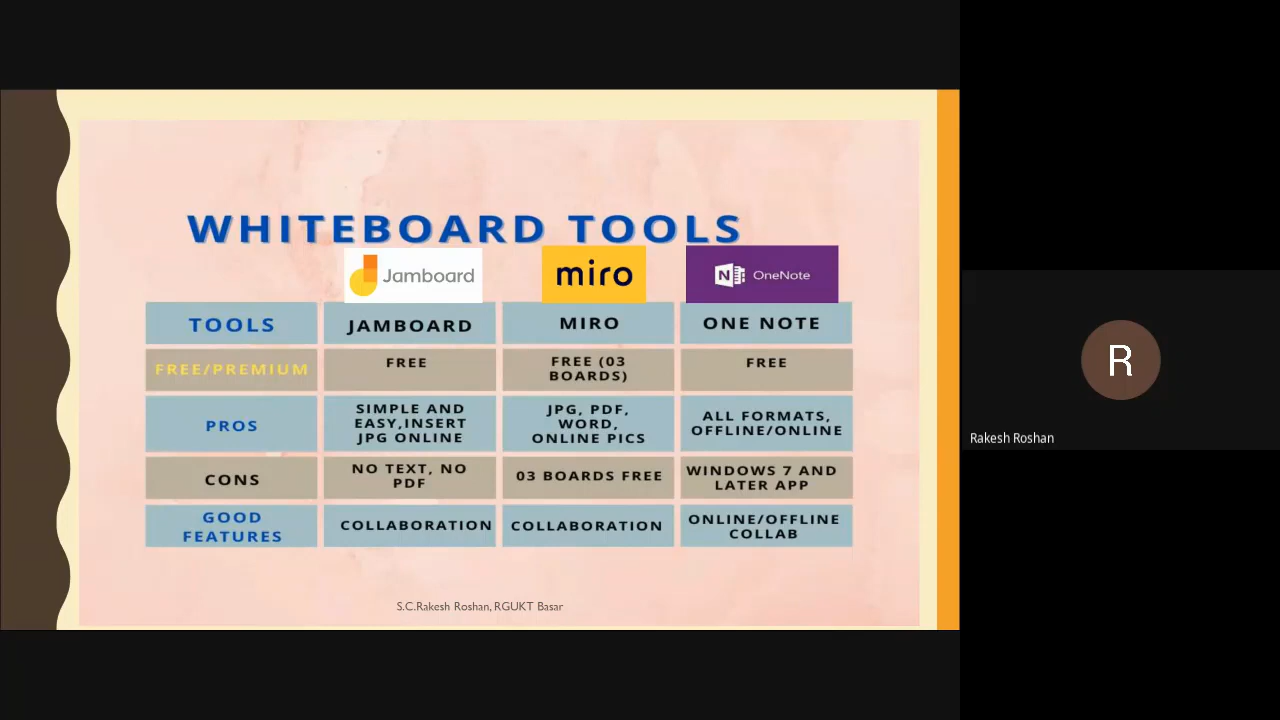 WHITEBOARD TOOLS
Jamboard
miro
N OneNote
TOOLS
JAMBOARD
MIRO
ONE NOTE
FREE/PREMIUM
FREE
FREE (03
BOARDS)
FREE
PROS
SIMPLE AND
EASY,INSERT
JPG ONLINE
JPG, PDF,
WORD,
ONLINE PICS
ALL FORMATS,
OFFLINE/ONLINE
CONS
NO TEXT, NO
PDF
03 BOARDS FREE
WINDOWS 7 AND
LATER APP
GOOD
FEATURES
COLLABORATION
COLLABORATION
ONLINE/OFFLINE
COLLAB
S.C.Rakesh Roshan, RGUKT Basar
R
Rakesh Roshan